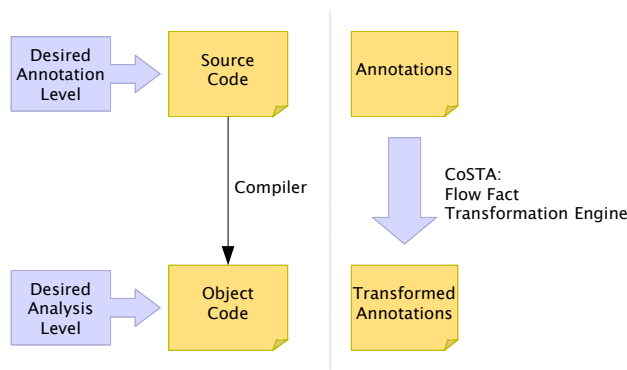 Desired
Annotation
Level
Source
Code
Annotations
Compiler
CoSTA:
Flow Fact
Transformation Engine
Desired
Analysis
Level
Object
Code
Transformed
Annotations